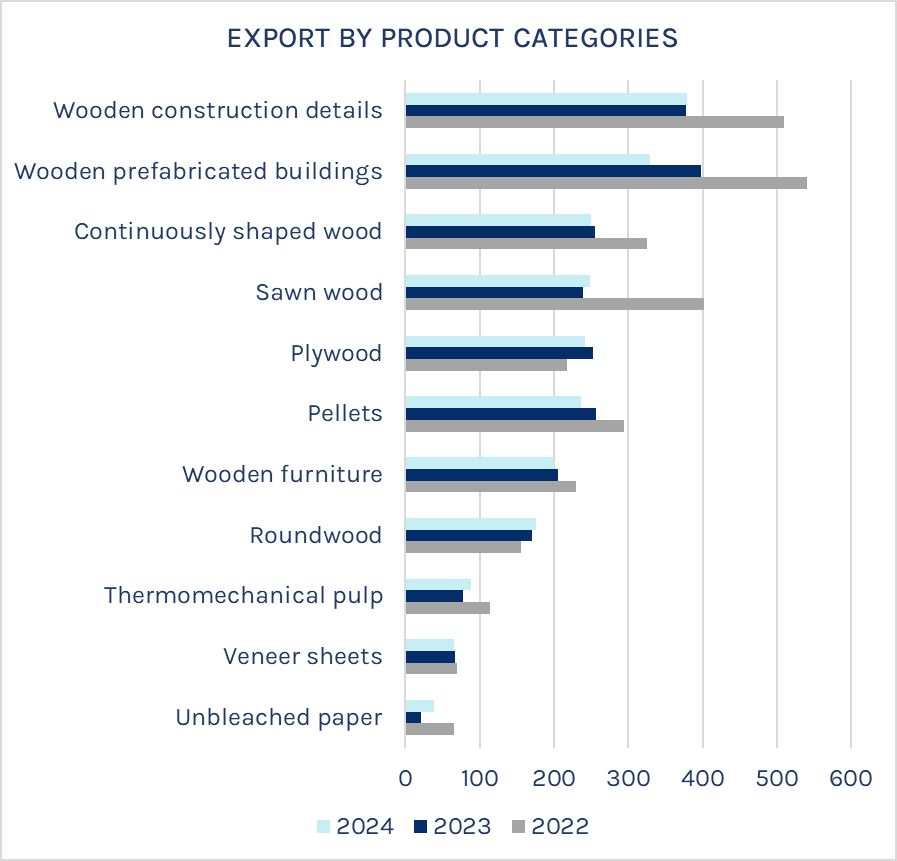 EXPORT BY PRODUCT CATEGORIES
Wooden construction details
Wooden prefabricated buildings
Continuously shaped wood
Sawn wood
Plywood
Pellets
Wooden furniture
Roundwood
Thermomechanical pulp
Veneer sheets
Unbleached paper
0 100 200 300 400 500 600
2024 2023 2022